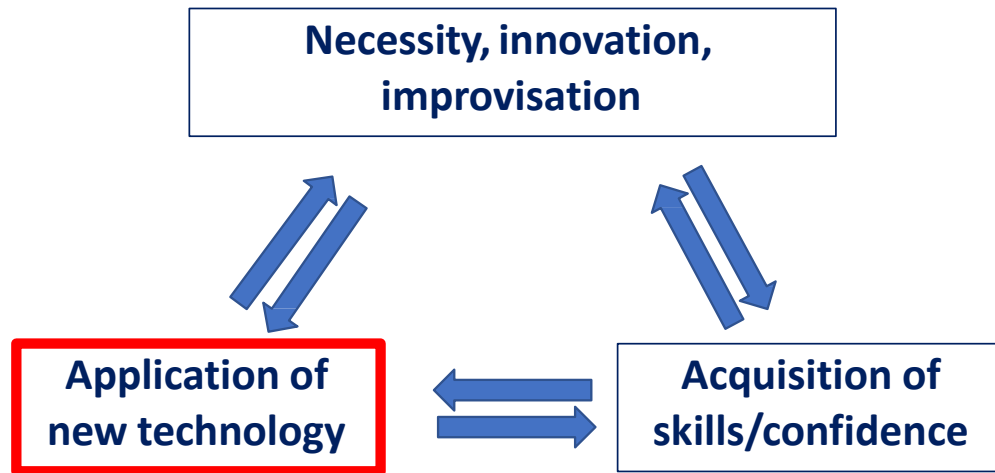 Necessity, innovation,
improvisation
Application of
new technology
Acquisition of
skills/confidence